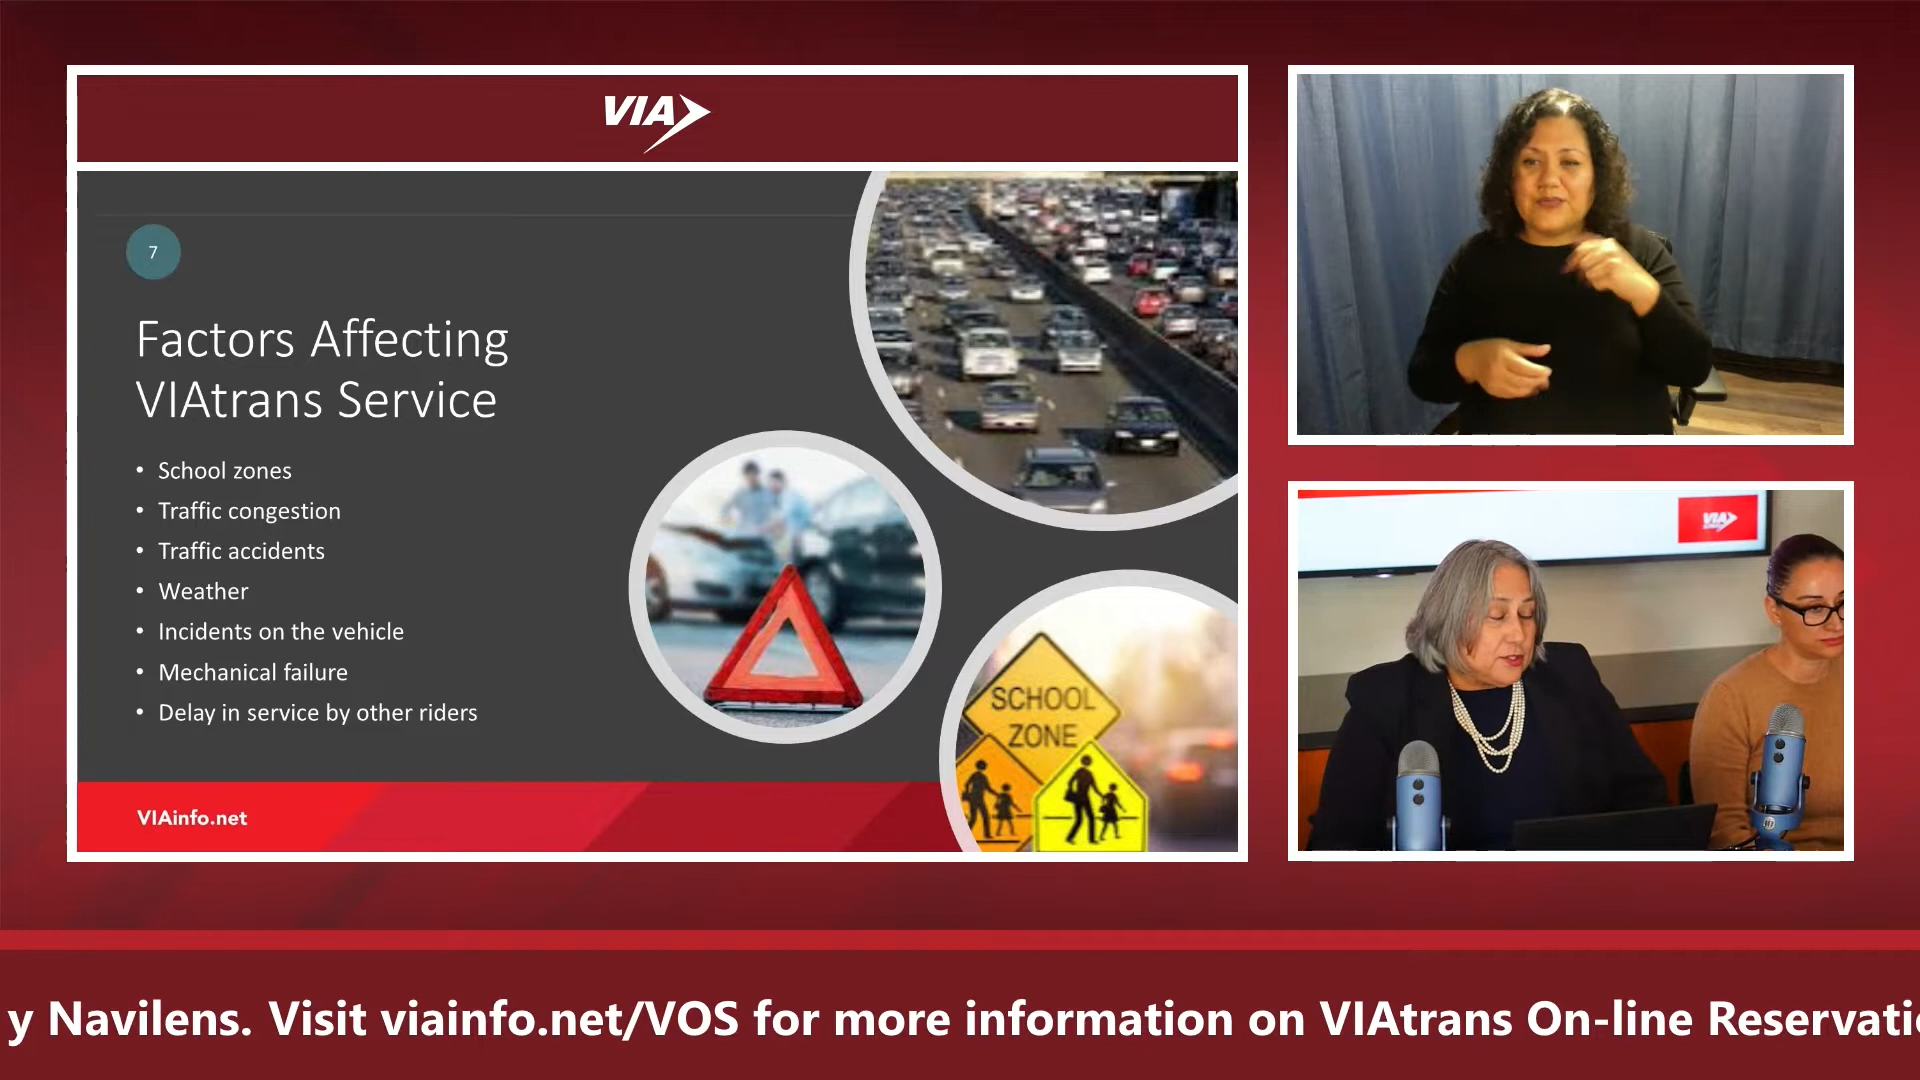 VIA
7
Factors Affecting
VIAtrans Service
• School zones
• Traffic congestion
• Traffic accidents
• Weather
• Incidents on the vehicle
• Mechanical failure
• Delay in service by other riders
SCHOOL
ZONE
VIAinfo.net
VIA
y Navilens. Visit viainfo.net/VOS for more information on VIAtrans On-line Reservatio